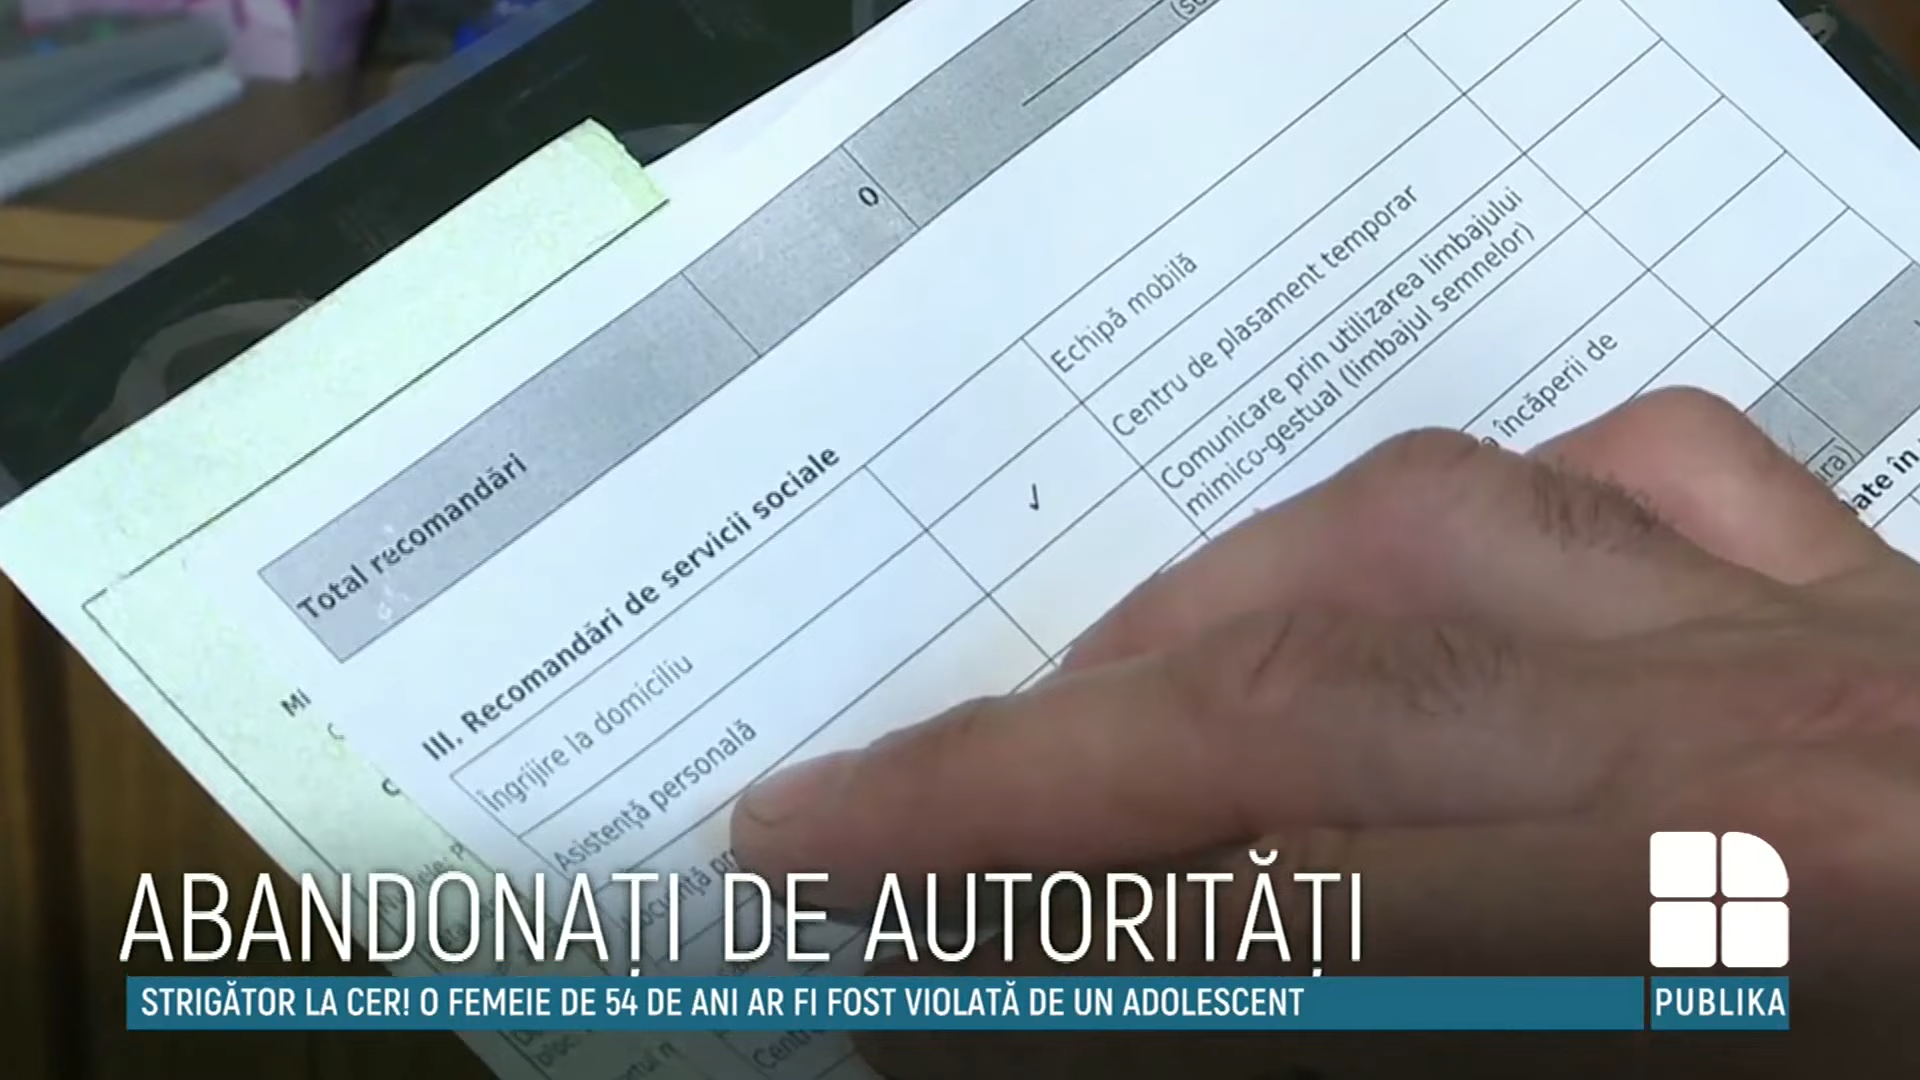 Total recomandări
0
III. Recomandări de servicii sociale
Îngrijire la domiciliu
Asistență personală
Echipă mobilă
Centru de plasament temporar
Comunicare prin utilizarea limbajului
mimico-gestual (limbajul semnelor)
încăperii de
ABANDONAȚI DE AUTORITĂȚI
STRIGĂTOR LA CER! O FEMEIE DE 54 DE ANI AR FI FOST VIOLATĂ DE UN ADOLESCENT
PUBLIKA